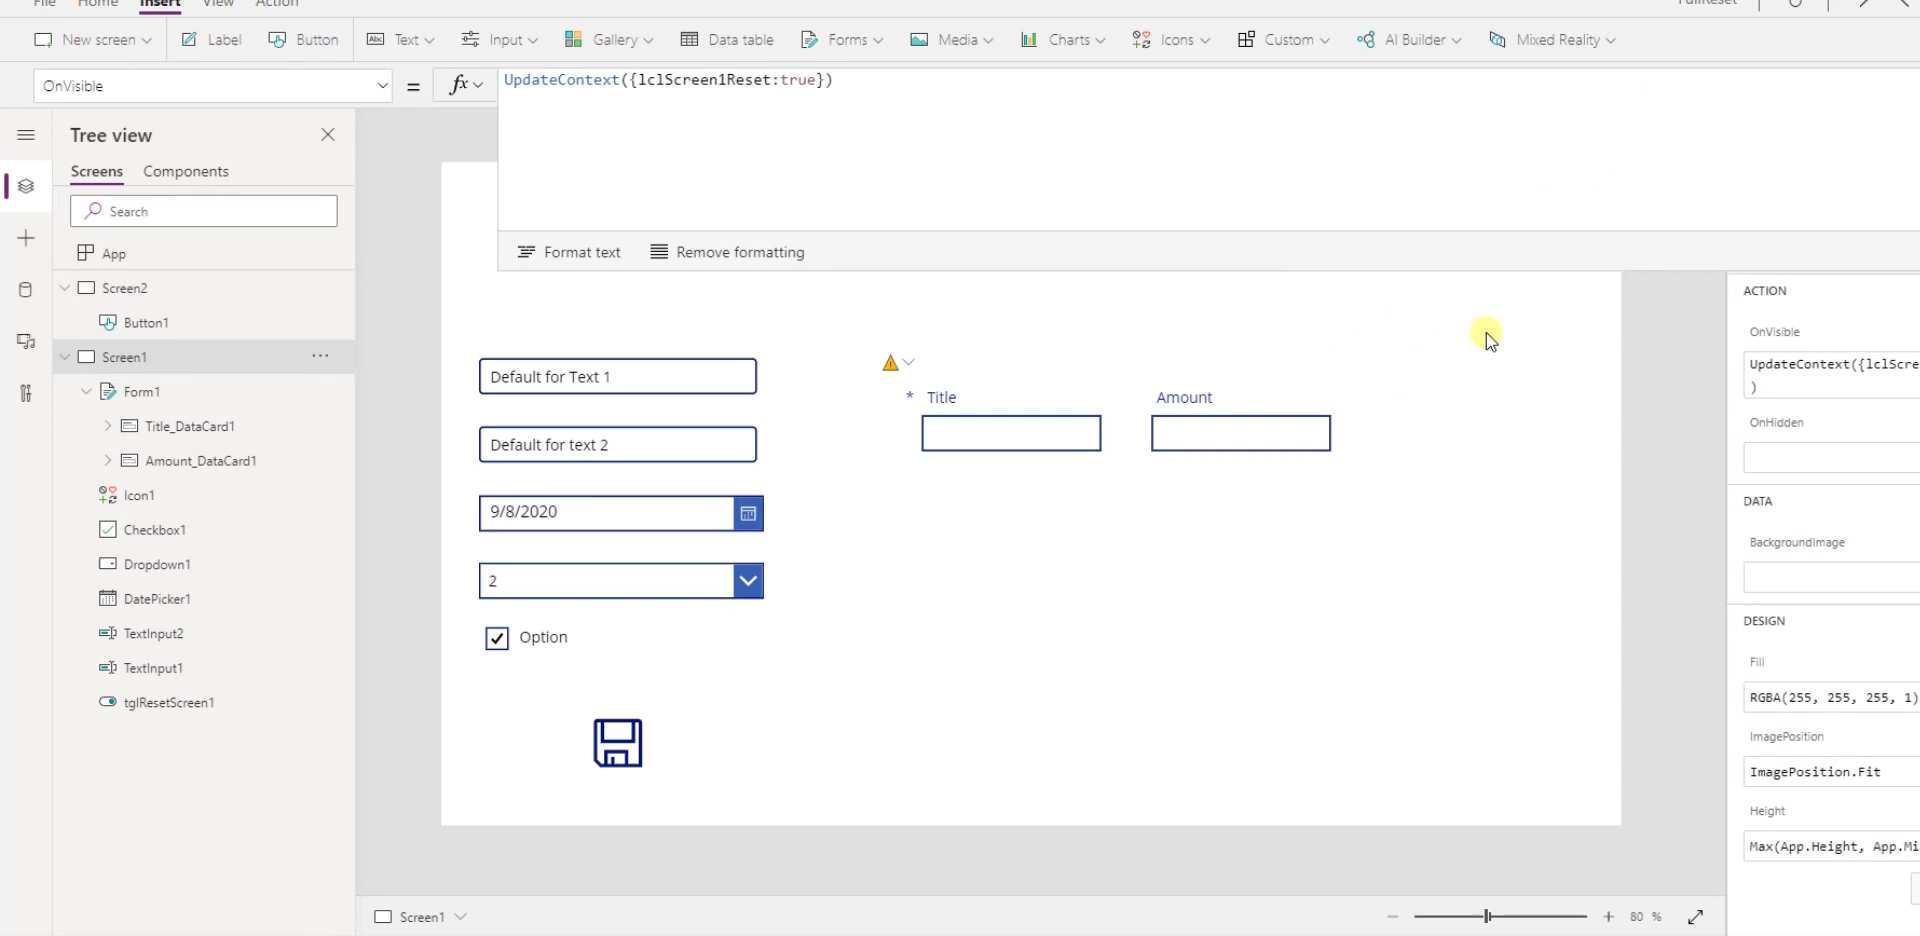 File Home Insert View Action FullReset
New screen Label Button Text Input Gallery Data table Forms Media Charts Icons Custom AI Builder Mixed Reality
OnVisible = fx UpdateContext({lclScreen1Reset:true})
Tree view
Screens Components
Search
App
Screen2
Button1
Screen1
Form1
Title_DataCard1
Amount_DataCard1
Icon1
Checkbox1
Dropdown1
DatePicker1
TextInput2
TextInput1
tglResetScreen1
Format text Remove formatting
Default for Text 1
Default for text 2
9/8/2020
2
Option
* Title Amount
ACTION
OnVisible
UpdateContext({lclScre
)
OnHidden
DATA
BackgroundImage
DESIGN
Fill
RGBA(255, 255, 255, 1)
ImagePosition
ImagePosition.Fit
Height
Max(App.Height, App.Mi
Screen1 80 %